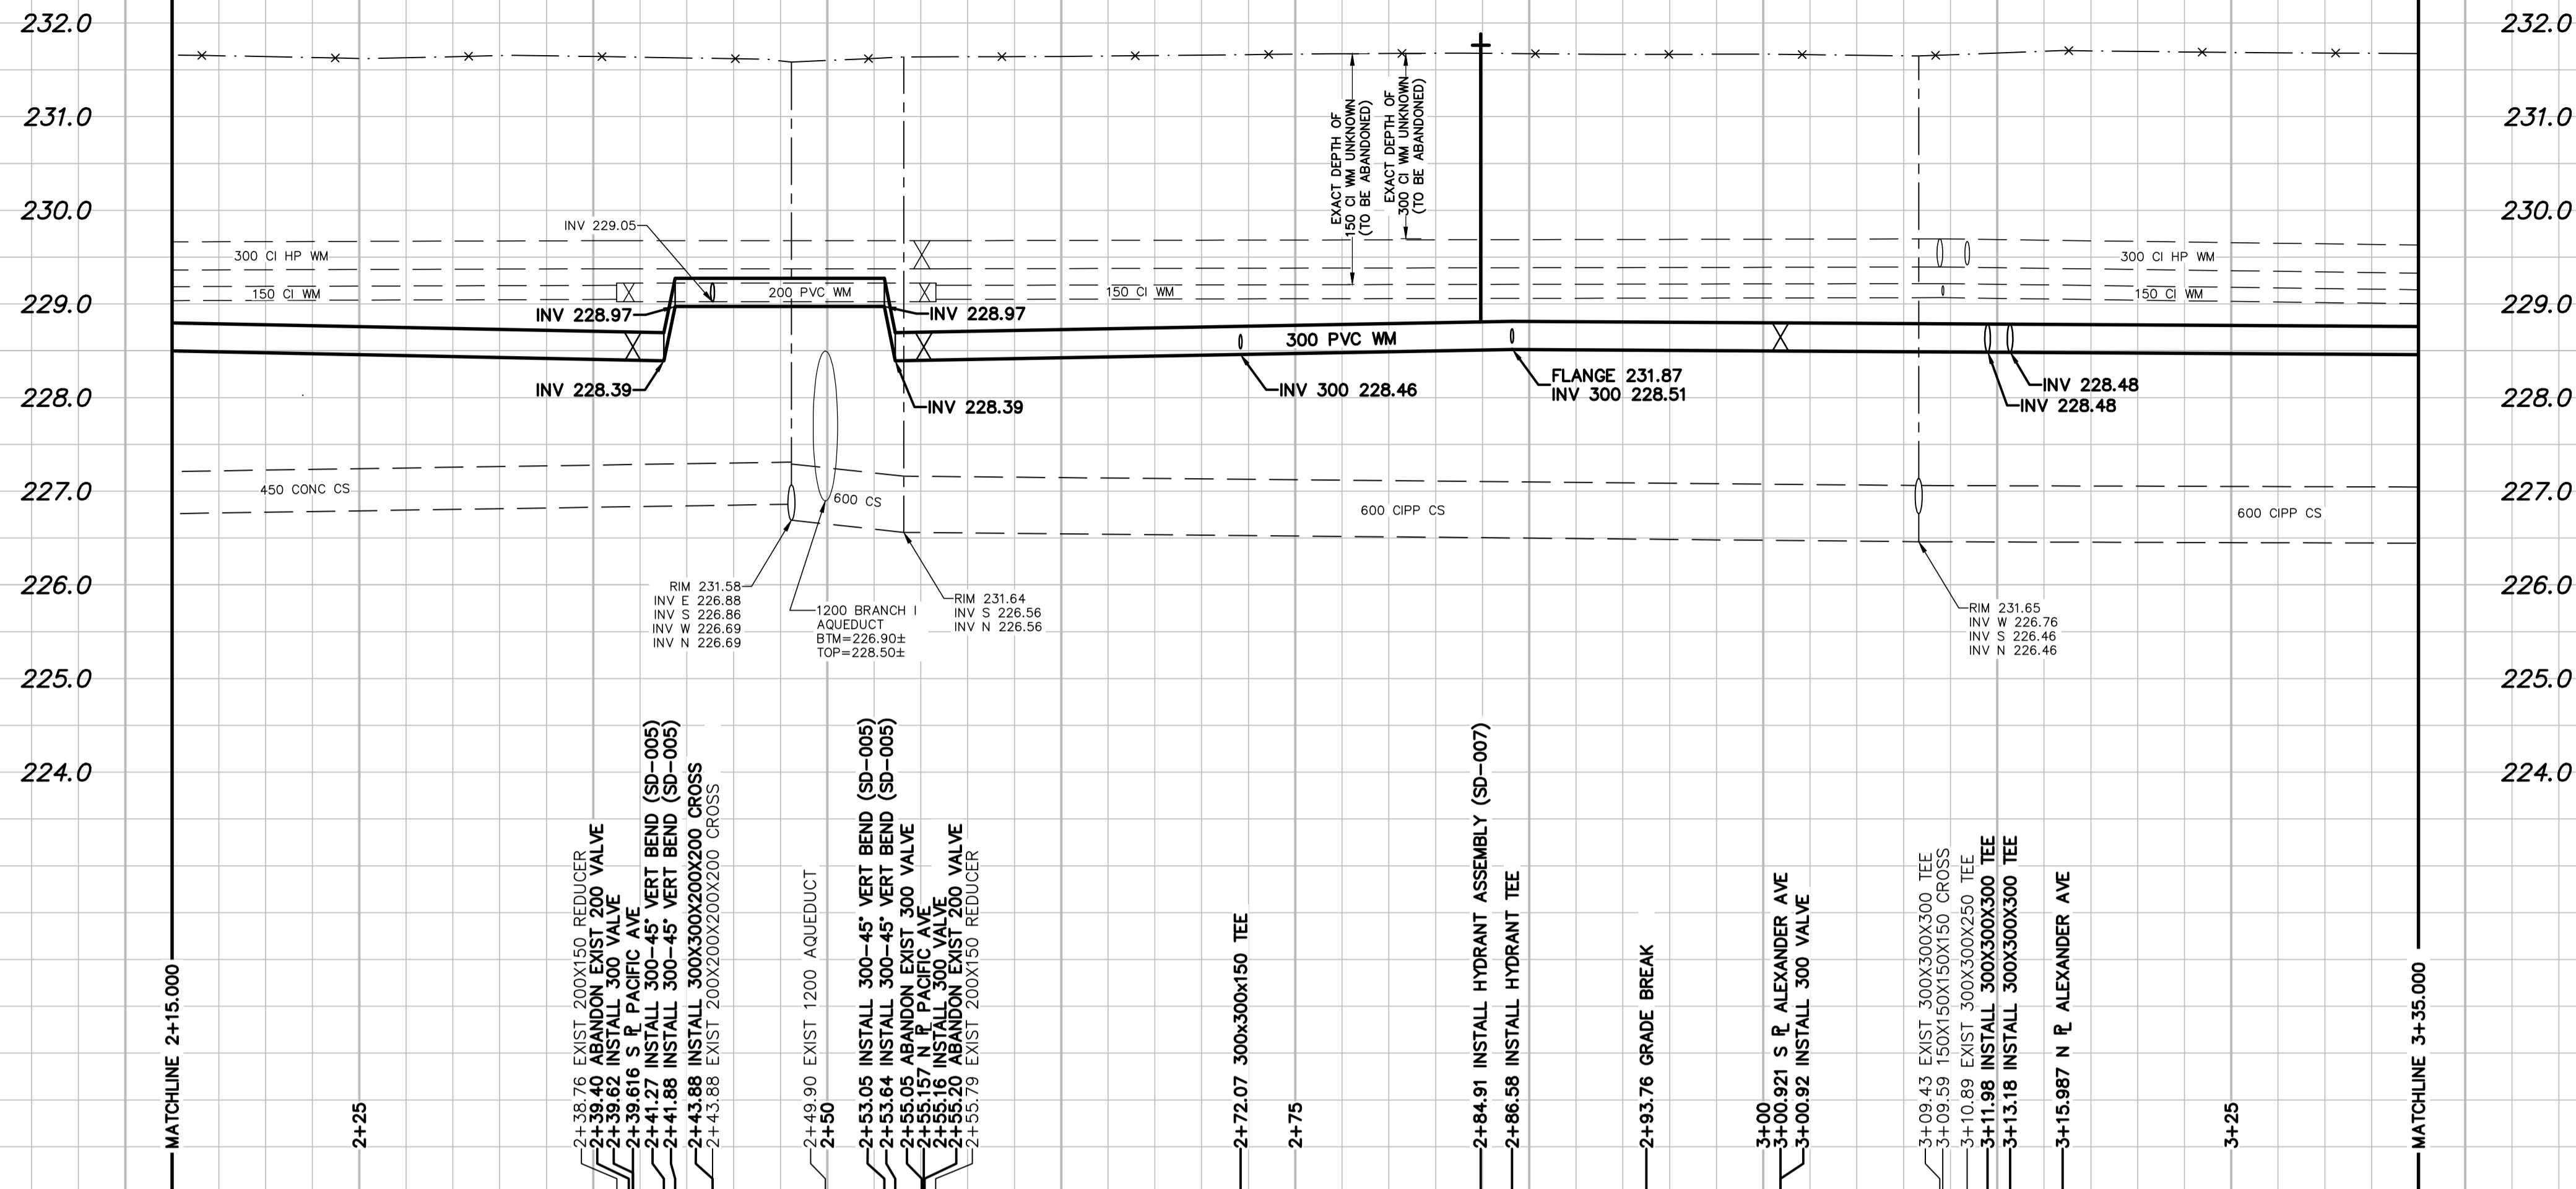 232.0
232.0
231.0
231.0
230.0
230.0
229.0
229.0
228.0
228.0
227.0
227.0
226.0
226.0
225.0
225.0
224.0
224.0
EXACT DEPTH OF
150 CI WM UNKNOWN
(TO BE ABANDONED)
EXACT DEPTH OF
300 CI WM UNKNOWN
(TO BE ABANDONED)
INV 229.05
300 CI HP WM
300 CI HP WM
150 CI WM
200 PVC WM
150 CI WM
150 CI WM
INV 228.97
INV 228.97
300 PVC WM
INV 228.39
INV 228.39
INV 300 228.46
FLANGE 231.87
INV 300 228.51
INV 228.48
INV 228.48
450 CONC CS
600 CS
600 CIPP CS
600 CIPP CS
RIM 231.58
INV E 226.88
INV S 226.86
INV W 226.69
INV N 226.69
1200 BRANCH I
AQUEDUCT
BTM=226.90±
TOP=228.50±
RIM 231.64
INV S 226.56
INV N 226.56
RIM 231.65
INV W 226.76
INV S 226.46
INV N 226.46
MATCHLINE 2+15.000
2+25
2+38.76 EXIST 200X150 REDUCER
2+39.40 ABANDON EXIST 200 VALVE
2+39.62 INSTALL 300 VALVE
2+39.616 S PL PACIFIC AVE
2+41.27 INSTALL 300-45° VERT BEND (SD-005)
2+41.88 INSTALL 300-45° VERT BEND (SD-005)
2+43.88 INSTALL 300X300X200X200 CROSS
2+43.88 EXIST 200X200X200X200 CROSS
2+49.90 EXIST 1200 AQUEDUCT
2+50
2+53.05 INSTALL 300-45° VERT BEND (SD-005)
2+53.64 INSTALL 300-45° VERT BEND (SD-005)
2+55.05 ABANDON EXIST 300 VALVE
2+55.157 N PL PACIFIC AVE
2+55.16 INSTALL 300 VALVE
2+55.20 ABANDON EXIST 200 VALVE
2+55.79 EXIST 200X150 REDUCER
2+72.07 300x300x150 TEE
2+75
2+84.91 INSTALL HYDRANT ASSEMBLY (SD-007)
2+86.58 INSTALL HYDRANT TEE
2+93.76 GRADE BREAK
3+00
3+00.921 S PL ALEXANDER AVE
3+00.92 INSTALL 300 VALVE
3+09.43 EXIST 300X300X300 TEE
3+09.59 150X150X150X150 CROSS
3+10.89 EXIST 300X300X250 TEE
3+11.98 INSTALL 300X300X300 TEE
3+13.18 INSTALL 300X300X300 TEE
3+15.987 N PL ALEXANDER AVE
3+25
MATCHLINE 3+35.000